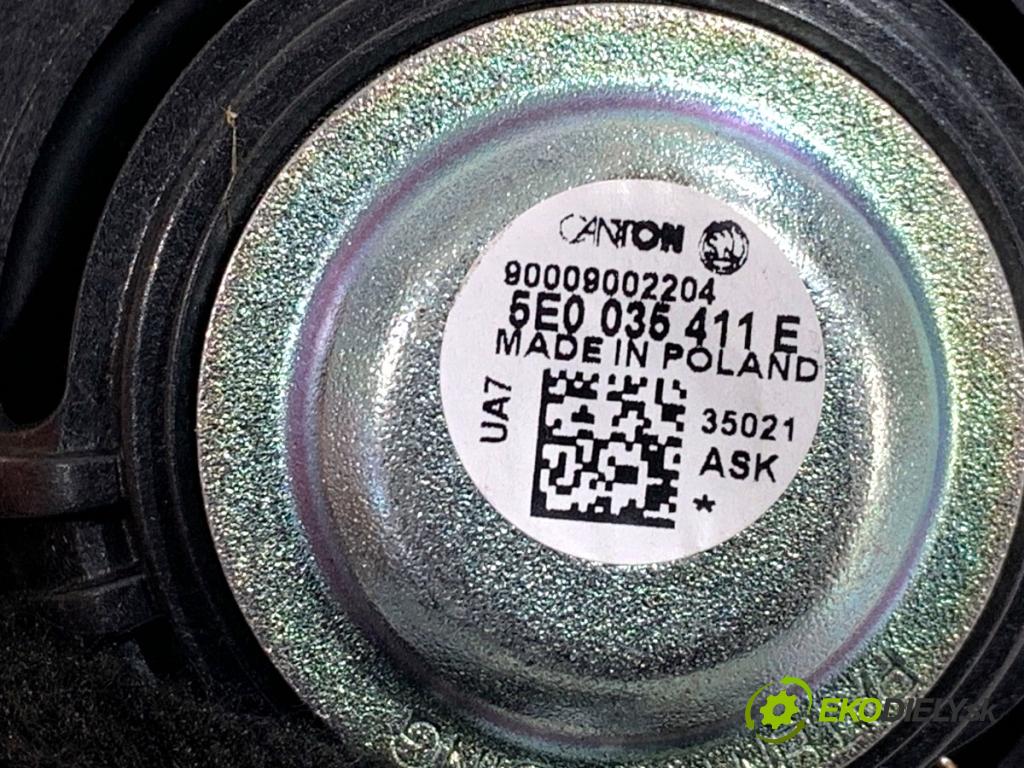 CANTON
90009002204
5E0 035 411 E
MADE IN POLAND
UA7
35021
ASK
*
EKODIELY.sk